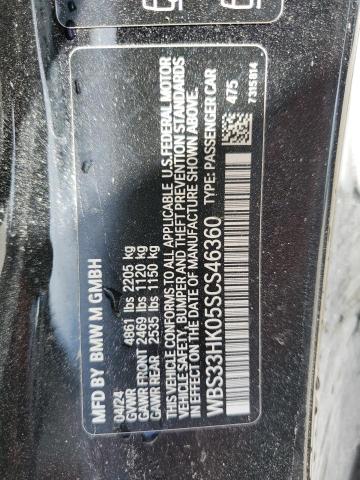 MFD BY BMW M GMBH
04/24
GVWR 4861 lbs 2205 kg
GAWR FRONT 2469 lbs 1120 kg
GAWR REAR 2535 lbs 1150 kg
THIS VEHICLE CONFORMS TO ALL APPLICABLE U.S. FEDERAL MOTOR
VEHICLE SAFETY, BUMPER, AND THEFT PREVENTION STANDARDS
IN EFFECT ON THE DATE OF MANUFACTURE SHOWN ABOVE.
WBS33HK05SCS46360 TYPE: PASSENGER CAR
475